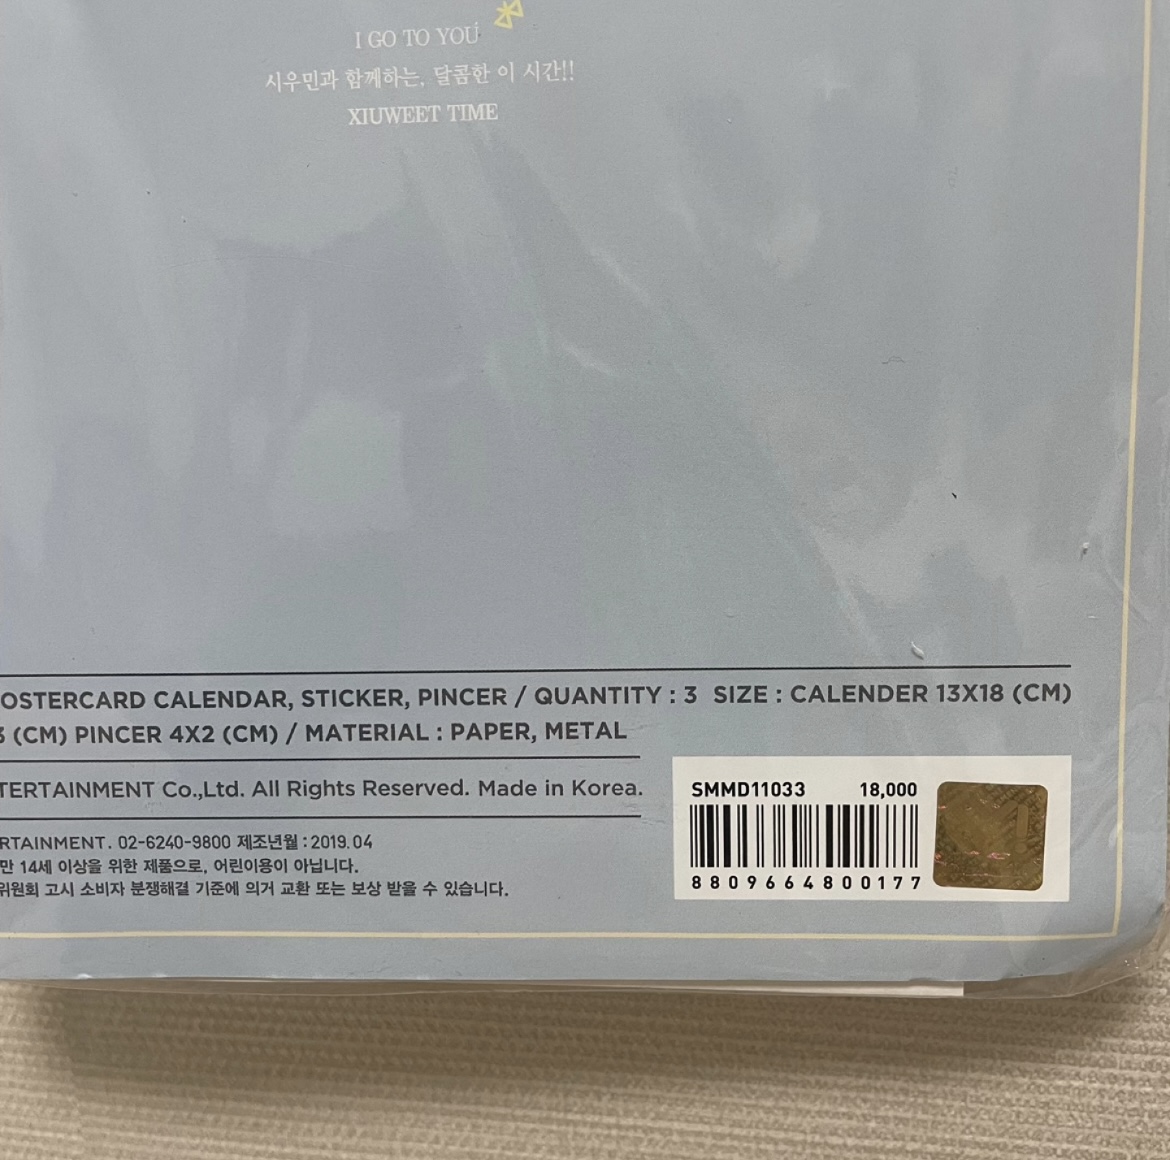 I GO TO YOU
시우민과 함께하는, 달콤한 이 시간!!
XIUWEET TIME
OSTERCARD CALENDAR, STICKER, PINCER / QUANTITY : 3 SIZE : CALENDER 13X18 (CM)
(CM) PINCER 4X2 (CM) / MATERIAL : PAPER, METAL
TERTAINMENT Co.,Ltd. All Rights Reserved. Made in Korea.
SMMD11033 18,000
8809664800177
RTAINMENT. 02-6240-9800 제조년월 : 2019. 04
만 14세 이상을 위한 제품으로, 어린이용이 아닙니다.
위원회 고시 소비자 분쟁해결 기준에 의거 교환 또는 보상 받을 수 있습니다.